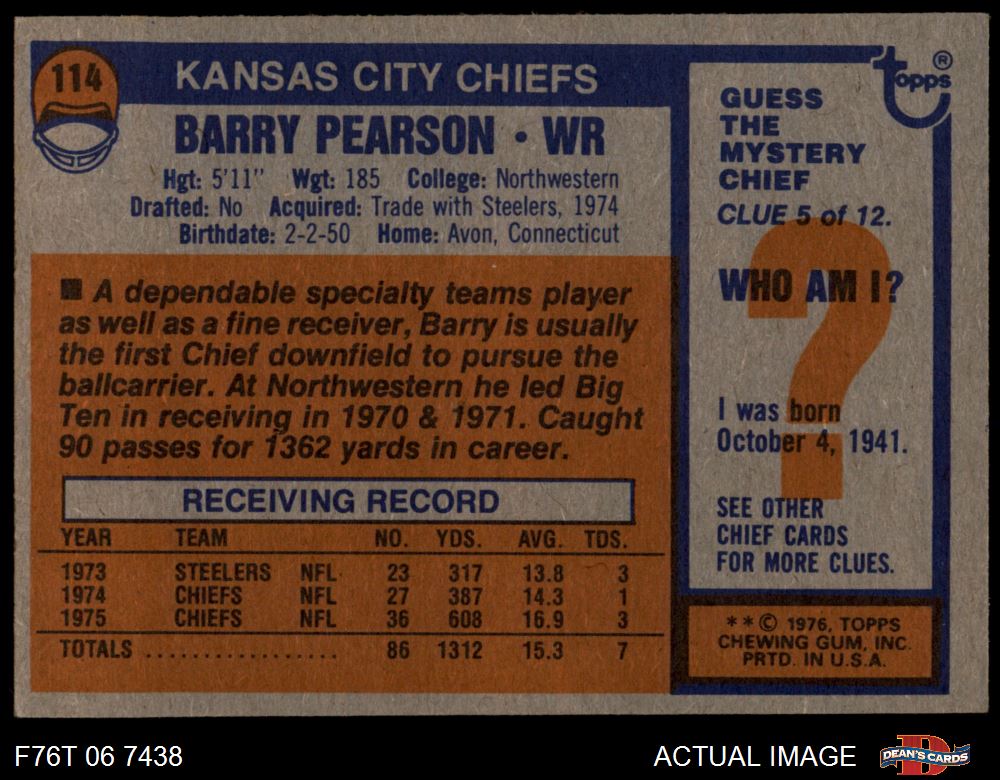 114
KANSAS CITY CHIEFS
BARRY PEARSON • WR
Hgt: 5'11" Wgt: 185 College: Northwestern
Drafted: No Acquired: Trade with Steelers, 1974
Birthdate: 2-2-50 Home: Avon, Connecticut
■ A dependable specialty teams player
as well as a fine receiver, Barry is usually
the first Chief downfield to pursue the
ballcarrier. At Northwestern he led Big
Ten in receiving in 1970 & 1971. Caught
90 passes for 1362 yards in career.
RECEIVING RECORD
YEAR TEAM NO. YDS. AVG. TDS.
1973 STEELERS NFL 23 317 13.8 3
1974 CHIEFS NFL 27 387 14.3 1
1975 CHIEFS NFL 36 608 16.9 3
TOTALS .................. 86 1312 15.3 7
topps ®
GUESS
THE
MYSTERY
CHIEF
CLUE 5 of 12.
?
WHO AM I?
I was born
October 4, 1941.
SEE OTHER
CHIEF CARDS
FOR MORE CLUES.
* * © 1976, TOPPS
CHEWING GUM, INC.
PRTD. IN U.S.A.
F76T 06 7438
ACTUAL IMAGE
D
DEAN'S CARDS